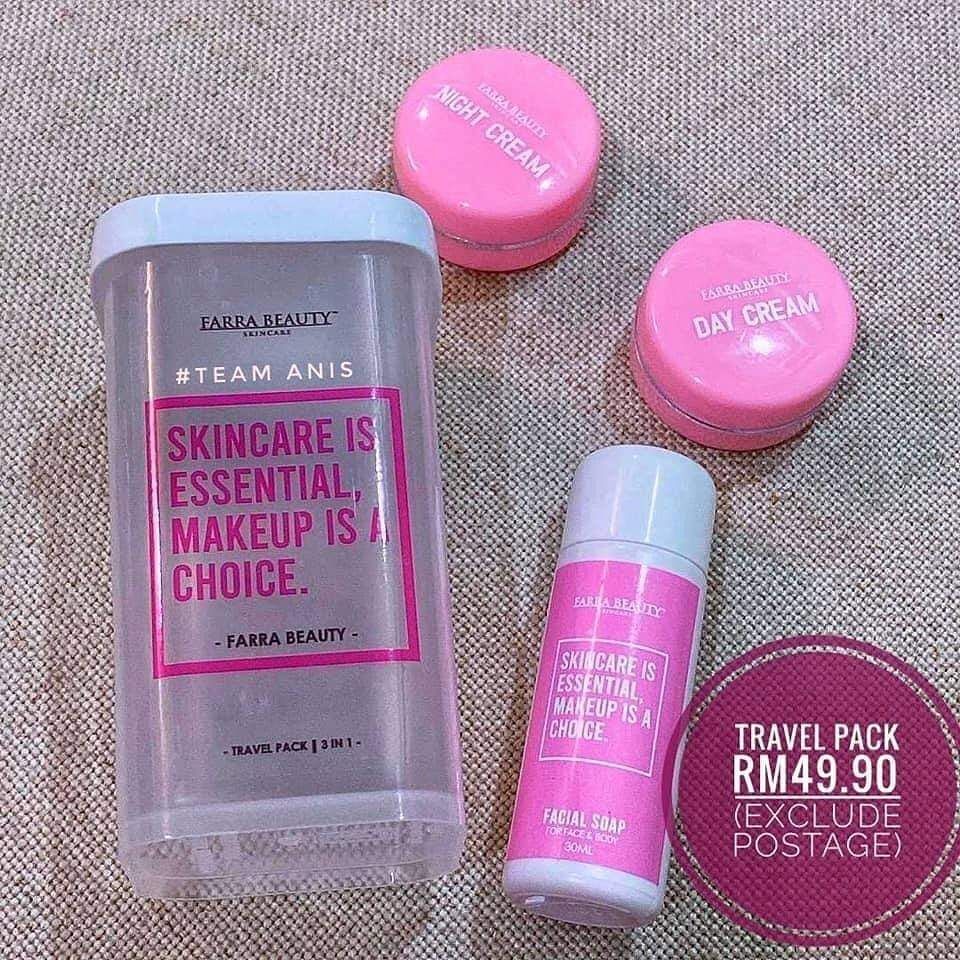 FARRA BEAUTY
SKINCARE
NIGHT CREAM
FARRA BEAUTY
SKINCARE
DAY CREAM
FARRA BEAUTY™
SKINCARE
#TEAM ANIS
SKINCARE IS
ESSENTIAL,
MAKEUP IS A
CHOICE.
- FARRA BEAUTY -
- TRAVEL PACK | 3 IN 1 -
FARRA BEAUTY
SKINCARE
SKINCARE IS
ESSENTIAL,
MAKEUP IS A
CHOICE.
FACIAL SOAP
FOR FACE & BODY
30ML
TRAVEL PACK
RM49.90
(EXCLUDE
POSTAGE)